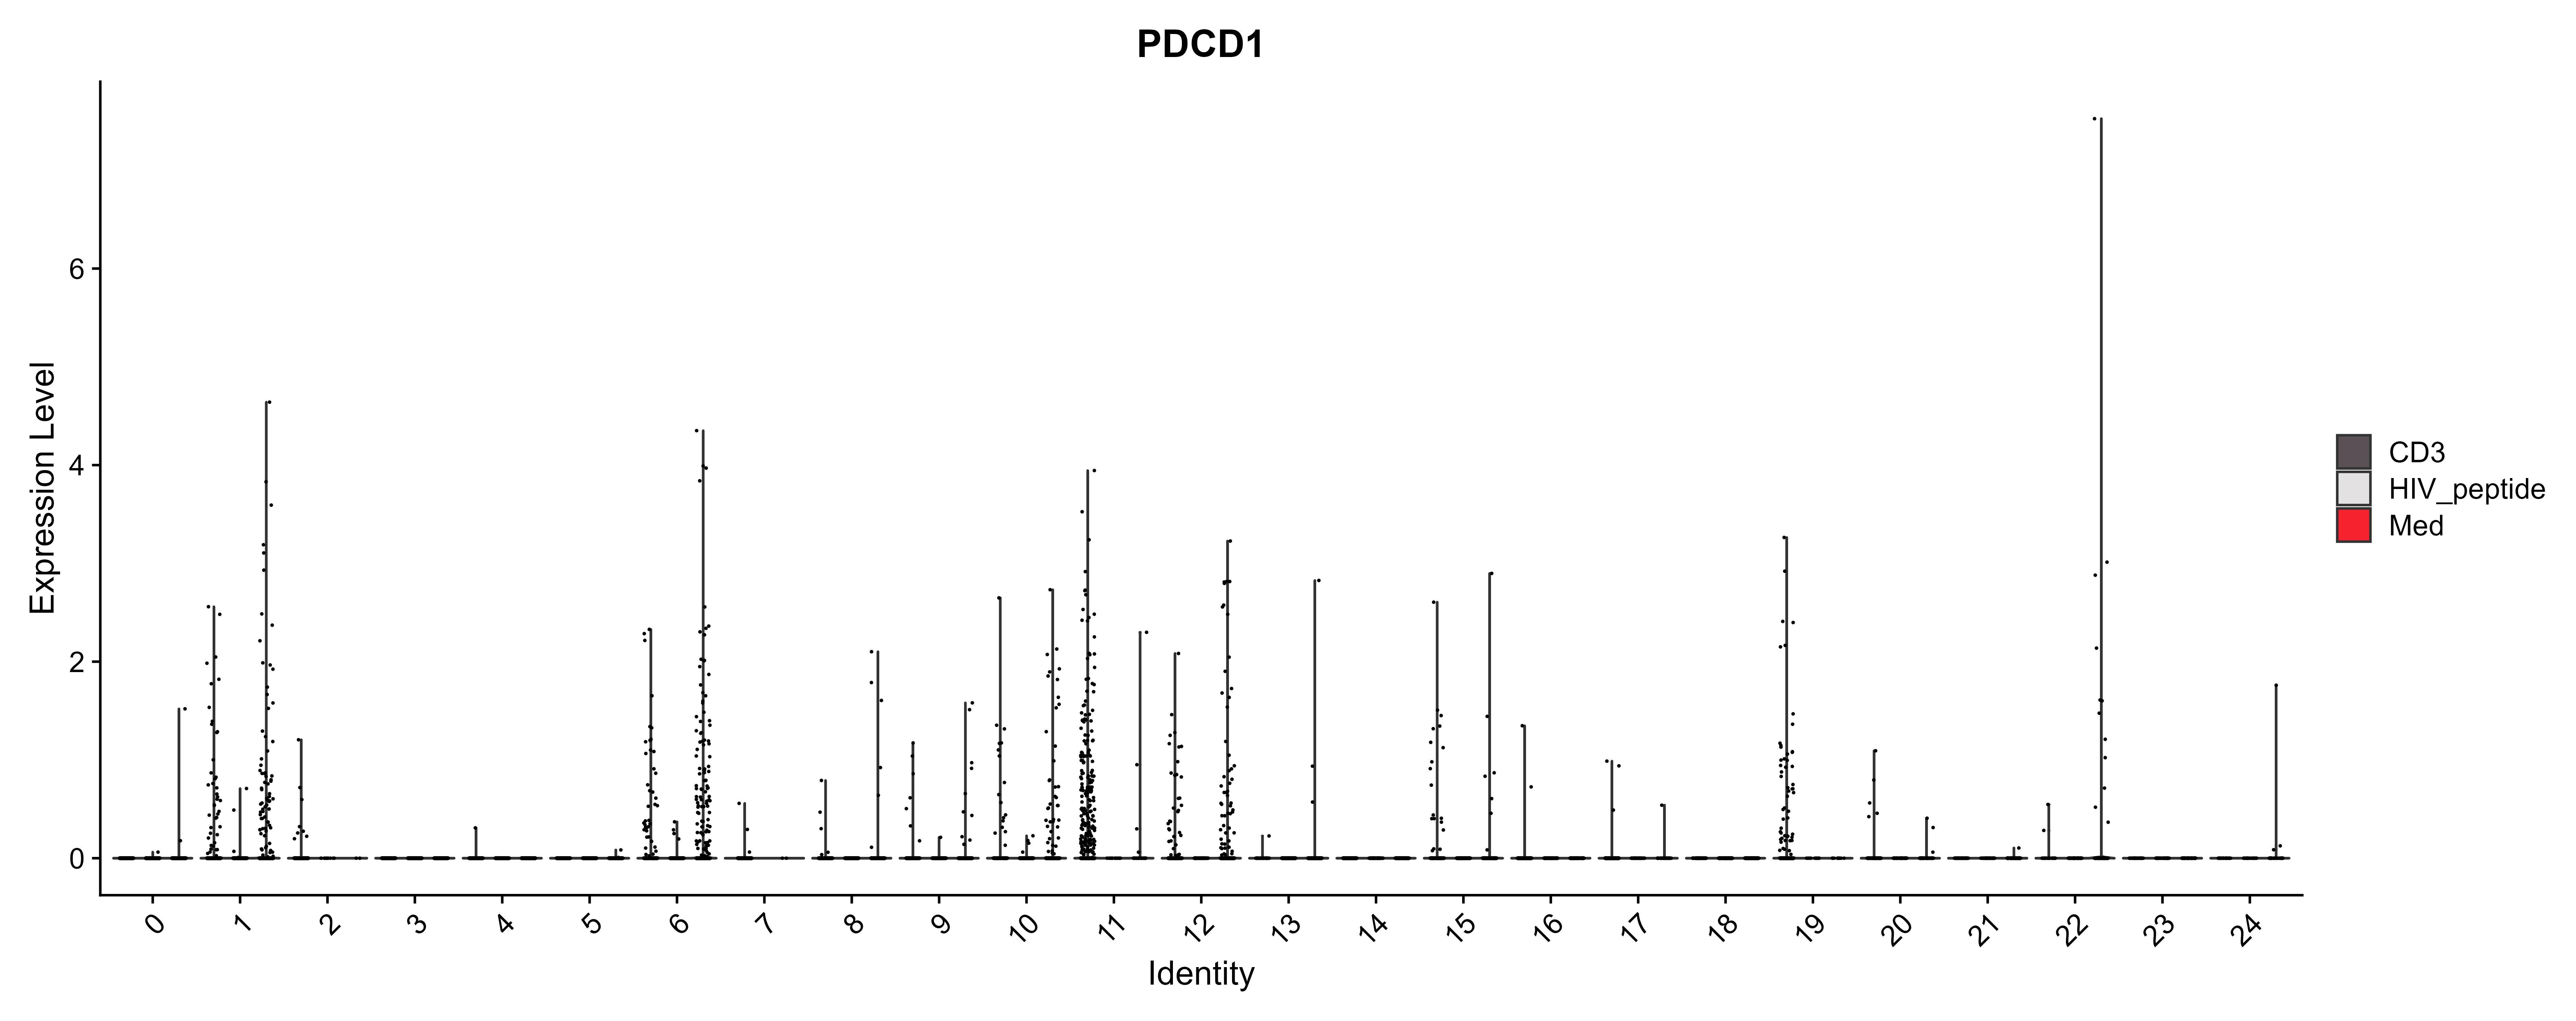 PDCD1
Expression Level
6
4
2
0
0 1 2 3 4 5 6 7 8 9 10 11 12 13 14 15 16 17 18 19 20 21 22 23 24
Identity
CD3
HIV_peptide
Med